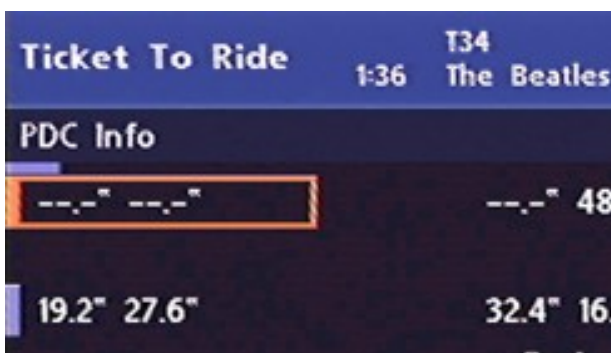 Ticket To Ride
1:36
T34
The Beatles
PDC Info
--.-" --.-"
--.-" 48
19.2" 27.6"
32.4" 16.